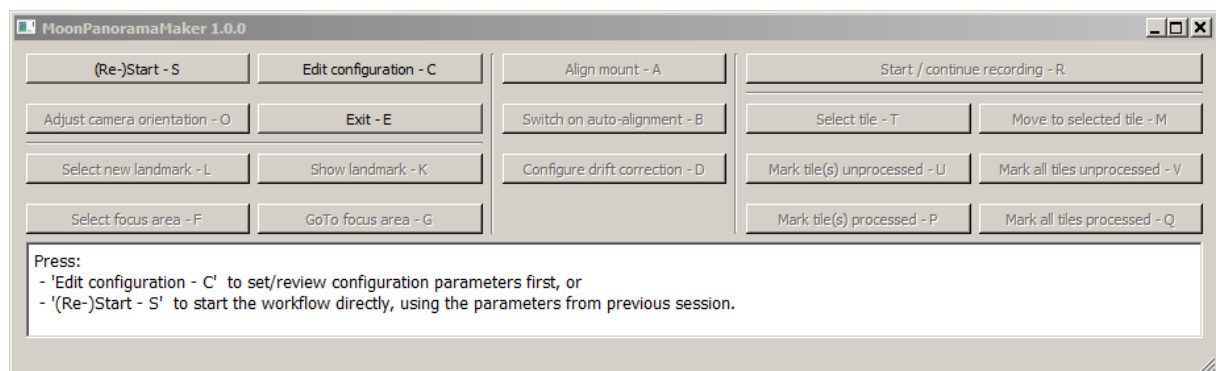 MoonPanoramaMaker 1.0.0
(Re-)Start - S
Edit configuration - C
Align mount - A
Start / continue recording - R
Adjust camera orientation - O
Exit - E
Switch on auto-alignment - B
Select tile - T
Move to selected tile - M
Select new landmark - L
Show landmark - K
Configure drift correction - D
Mark tile(s) unprocessed - U
Mark all tiles unprocessed - V
Select focus area - F
GoTo focus area - G
Mark tile(s) processed - P
Mark all tiles processed - Q
Press:
- 'Edit configuration - C'  to set/review configuration parameters first, or
- '(Re-)Start - S'  to start the workflow directly, using the parameters from previous session.